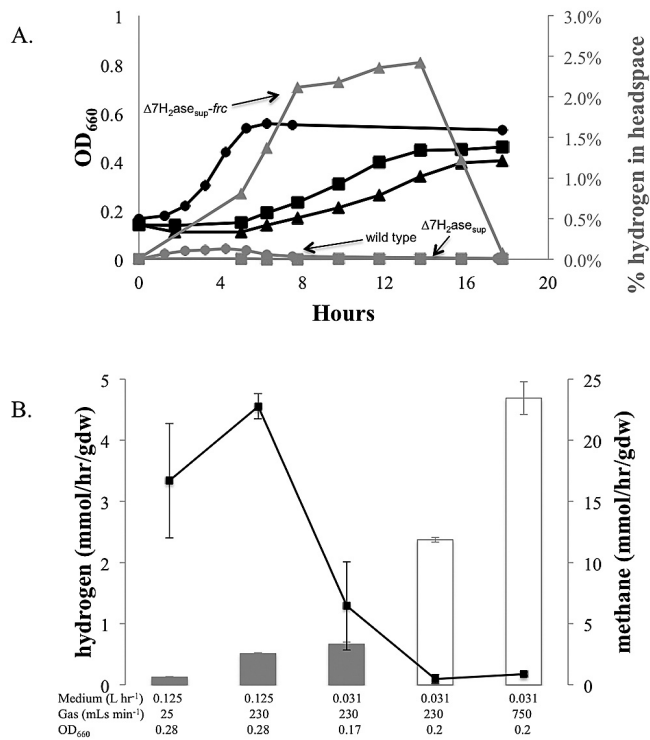 A.
1
0.8
0.6
0.4
0.2
0
OD660
3.0%
2.5%
2.0%
1.5%
1.0%
0.5%
0.0%
% hydrogen in headspace
Δ7H2asesup-frc
wild type
Δ7H2asesup
0 4 8 12 16 20
Hours
B.
5
4
3
2
1
0
hydrogen (mmol/hr/gdw)
25
20
15
10
5
0
methane (mmol/hr/gdw)
Medium (L hr-1) 0.125 0.125 0.031 0.031 0.031
Gas (mLs min-1) 25 230 230 230 750
OD660 0.28 0.28 0.17 0.2 0.2